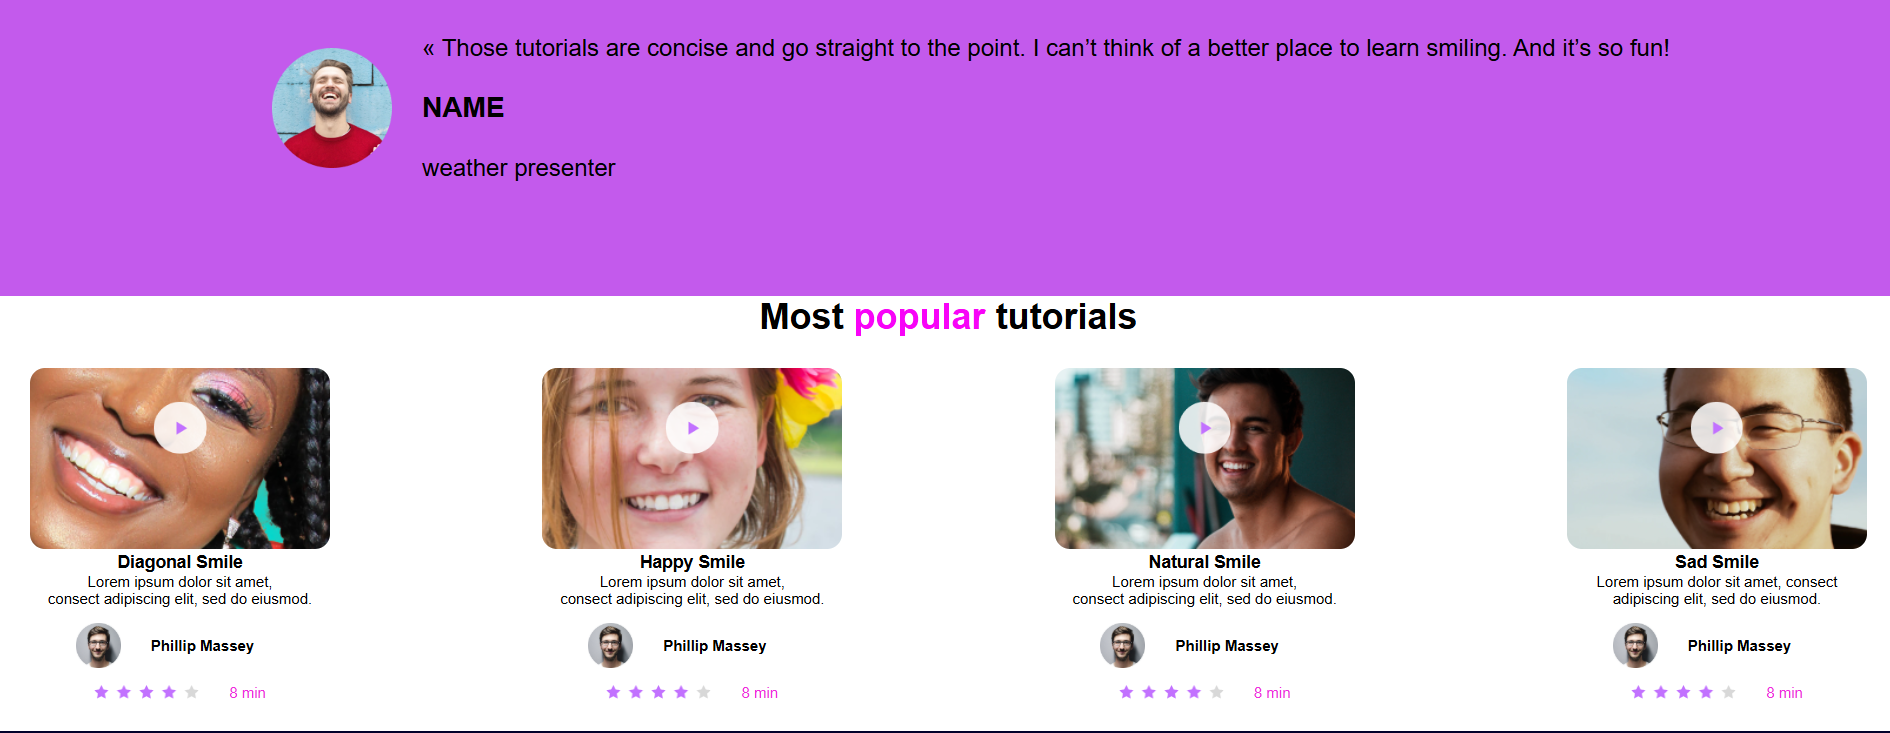 « Those tutorials are concise and go straight to the point. I can’t think of a better place to learn smiling. And it’s so fun!
NAME
weather presenter
Most popular tutorials
Diagonal Smile
Lorem ipsum dolor sit amet,
consect adipiscing elit, sed do eiusmod.
Phillip Massey
8 min
Happy Smile
Lorem ipsum dolor sit amet,
consect adipiscing elit, sed do eiusmod.
Phillip Massey
8 min
Natural Smile
Lorem ipsum dolor sit amet,
consect adipiscing elit, sed do eiusmod.
Phillip Massey
8 min
Sad Smile
Lorem ipsum dolor sit amet, consect
adipiscing elit, sed do eiusmod.
Phillip Massey
8 min